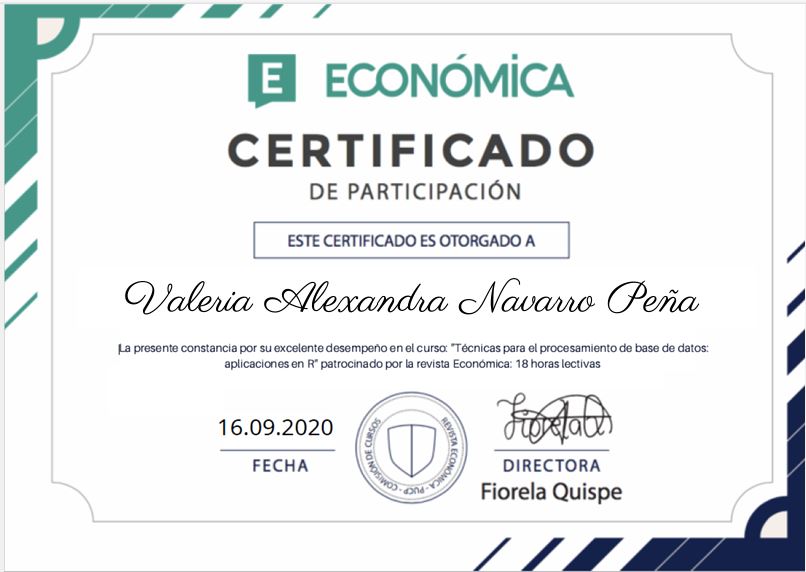 E ECONÓMICA
CERTIFICADO
DE PARTICIPACIÓN
ESTE CERTIFICADO ES OTORGADO A
Valeria Alexandra Navarro Peña
La presente constancia por su excelente desempeño en el curso: "Técnicas para el procesamiento de base de datos:
aplicaciones en R" patrocinado por la revista Económica: 18 horas lectivas
16.09.2020
FECHA
REVISTA ECONÓMICA - PUCP - COMISIÓN DE CURSOS
DIRECTORA
Fiorela Quispe